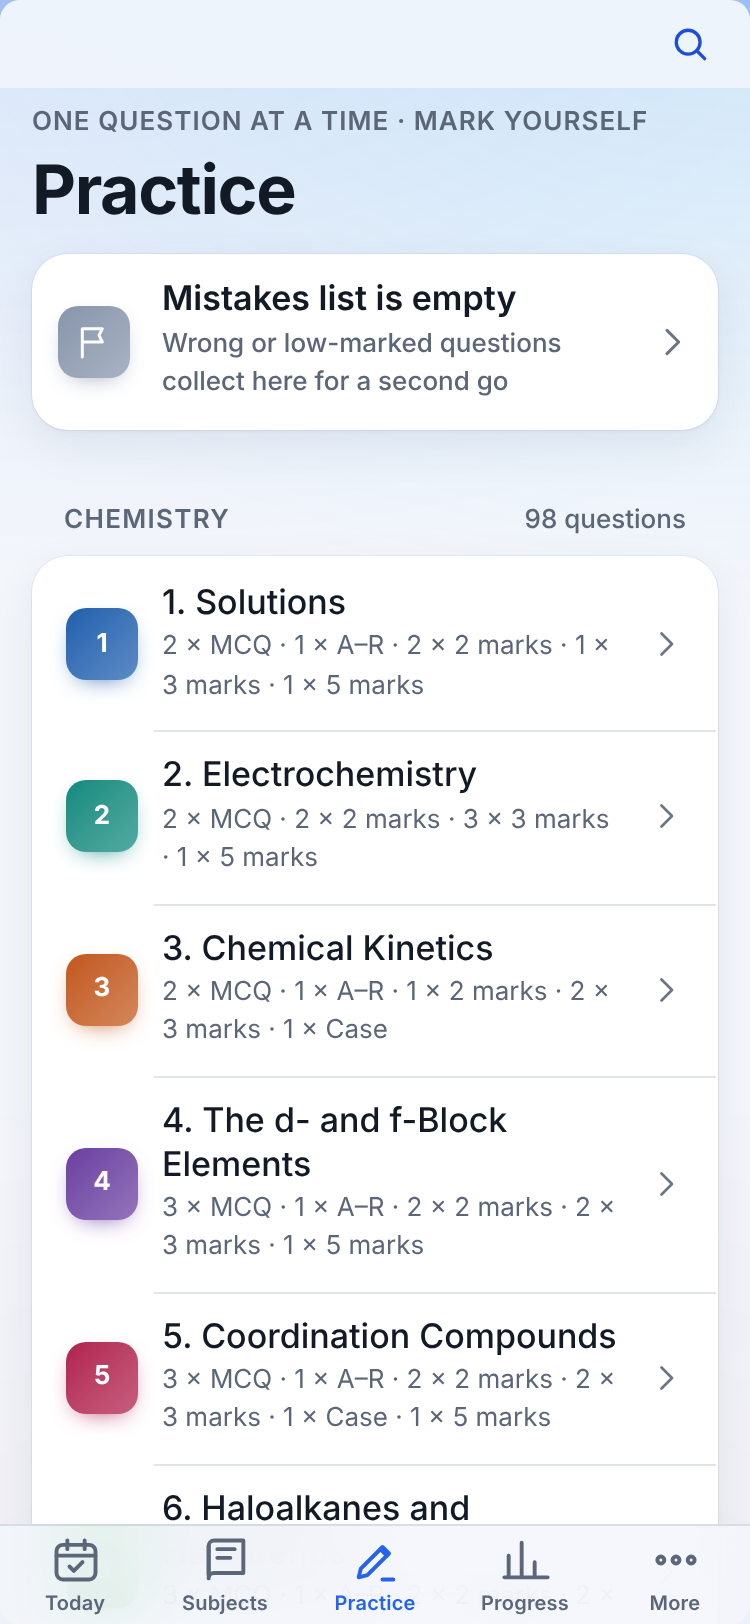 ONE QUESTION AT A TIME · MARK YOURSELF
Practice
Mistakes list is empty
Wrong or low-marked questions
collect here for a second go
CHEMISTRY
98 questions
1
1. Solutions
2 × MCQ · 1 × A–R · 2 × 2 marks · 1 ×
3 marks · 1 × 5 marks
2
2. Electrochemistry
2 × MCQ · 2 × 2 marks · 3 × 3 marks
· 1 × 5 marks
3
3. Chemical Kinetics
2 × MCQ · 1 × A–R · 1 × 2 marks · 2 ×
3 marks · 1 × Case
4
4. The d- and f-Block
Elements
3 × MCQ · 1 × A–R · 2 × 2 marks · 2 ×
3 marks · 1 × 5 marks
5
5. Coordination Compounds
3 × MCQ · 1 × A–R · 2 × 2 marks · 2 ×
3 marks · 1 × Case · 1 × 5 marks
6. Haloalkanes and
Today
Subjects
Practice
Progress
More